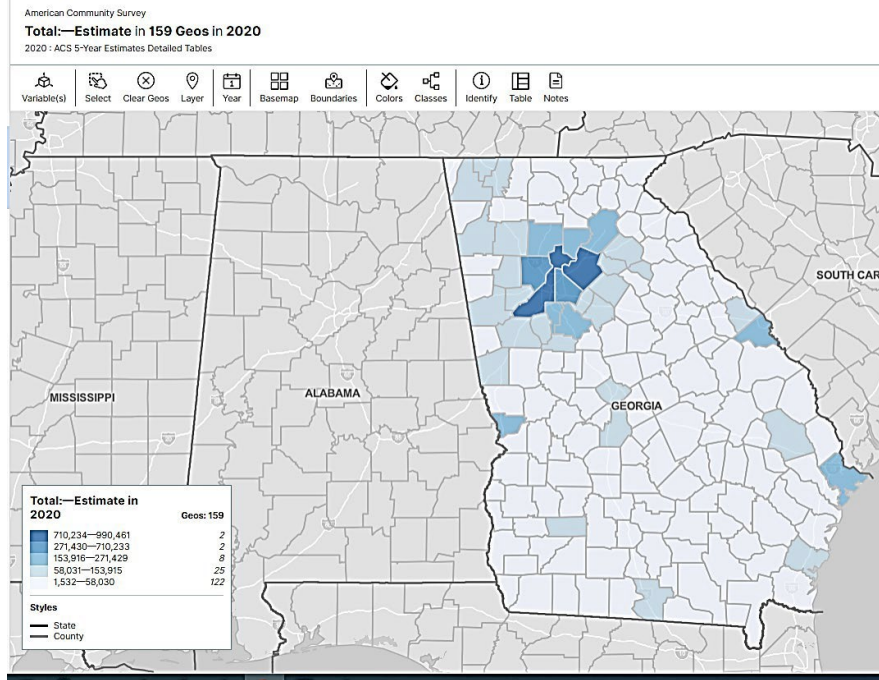 American Community Survey
Total:—Estimate in 159 Geos in 2020
2020 : ACS 5-Year Estimates Detailed Tables
Variable(s) Select Clear Geos Layer Year Basemap Boundaries Colors Classes Identify Table Notes
SOUTH CAR
MISSISSIPPI
ALABAMA
GEORGIA
Total:—Estimate in
2020 Geos: 159
710,234—990,461 2
271,430—710,233 2
153,916—271,429 8
58,031—153,915 25
1,532—58,030 122
Styles
State
County